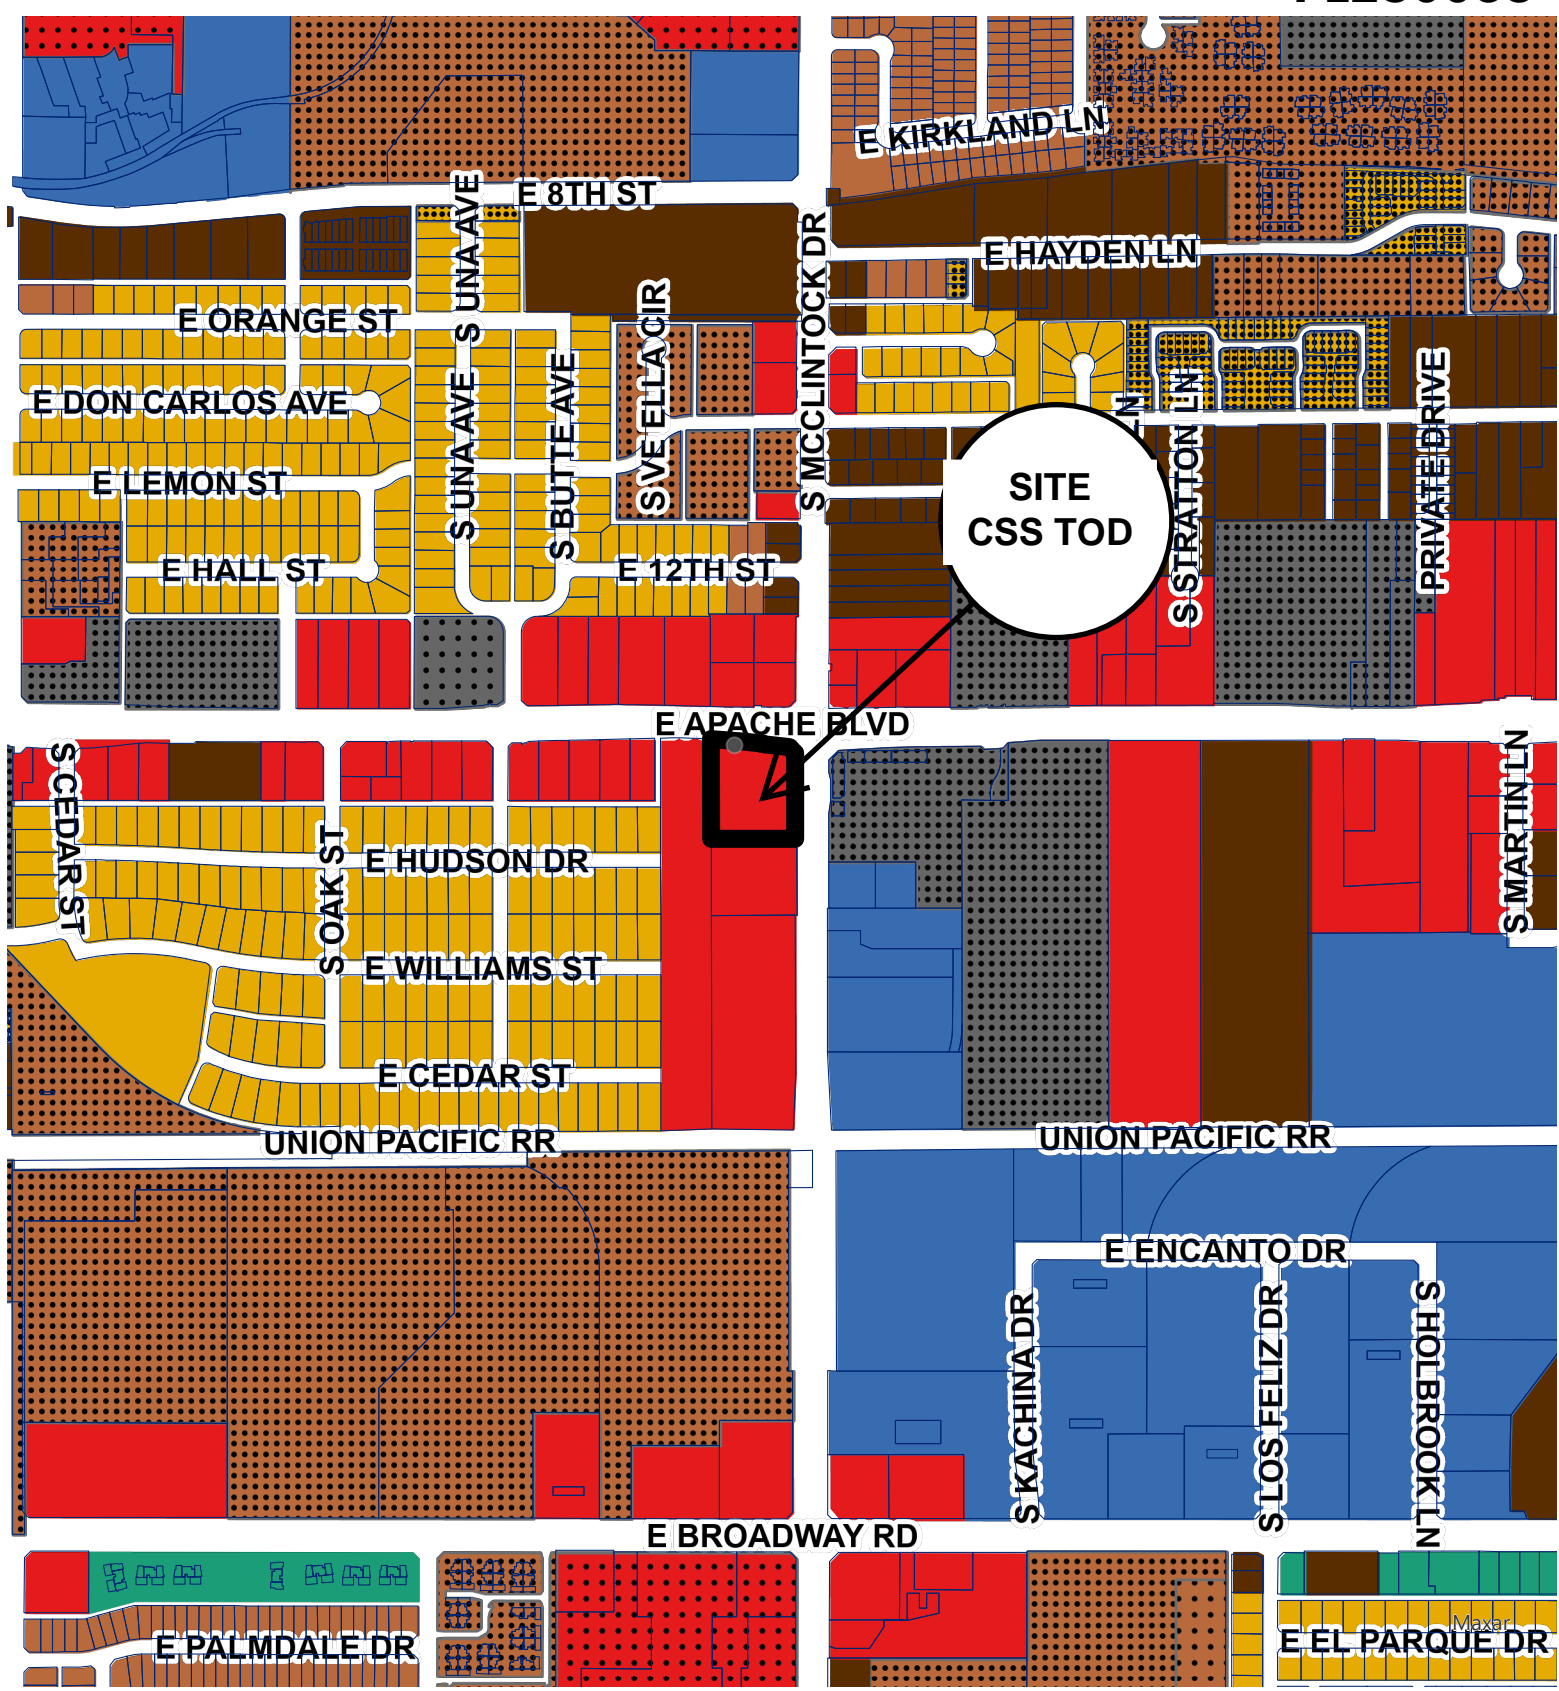 E KIRKLAND LN
E 8TH ST
S UNA AVE
E HAYDEN LN
S MCCLINTOCK DR
E ORANGE ST
S VE ELLA CIR
E DON CARLOS AVE
S UNA AVE
S BUTTE AVE
LN
S STRATTON LN
PRIVATE DRIVE
E LEMON ST
SITE
CSS TOD
E HALL ST
E 12TH ST
E APACHE BLVD
S CEDAR ST
S OAK ST
E HUDSON DR
S MARTIN LN
E WILLIAMS ST
E CEDAR ST
UNION PACIFIC RR
UNION PACIFIC RR
E ENCANTO DR
S KACHINA DR
S LOS FELIZ DR
S HOLBROOK LN
E BROADWAY RD
Maxar
E PALMDALE DR
E EL PARQUE DR